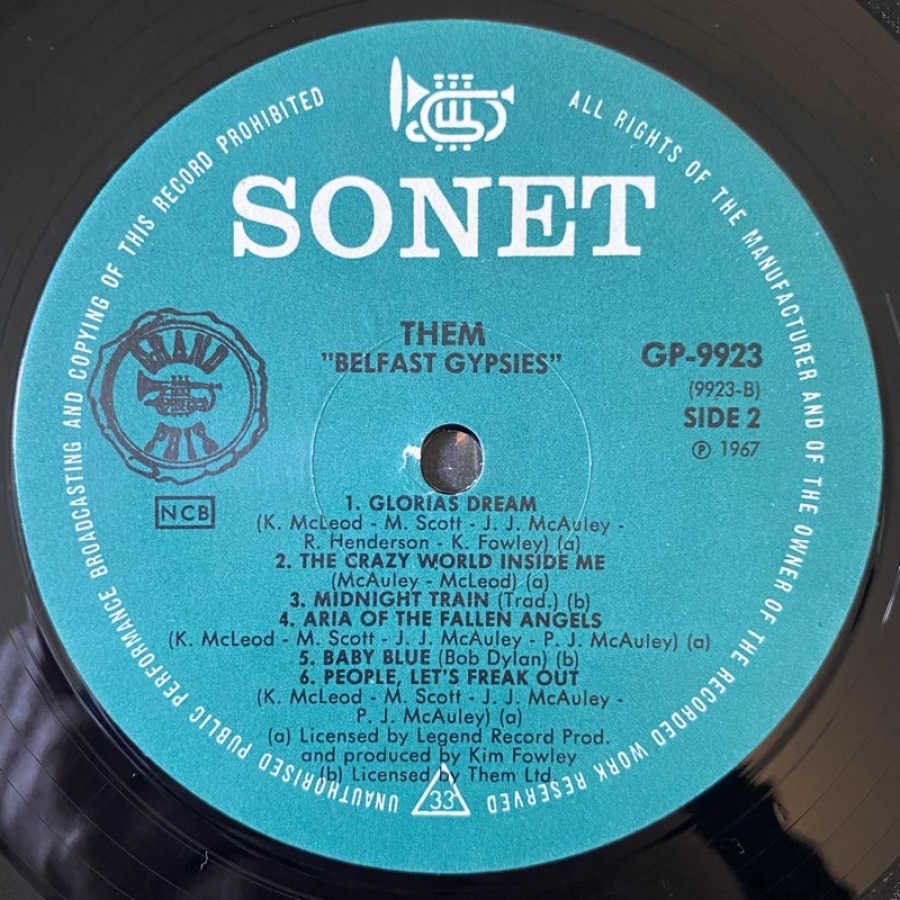 UNAUTHORISED PUBLIC PERFORMANCE BROADCASTING AND COPYING OF THIS RECORD PROHIBITED
ALL RIGHTS OF THE MANUFACTURER AND OF THE OWNER OF THE RECORDED WORK RESERVED
SONET
THEM
"BELFAST GYPSIES"
GP-9923
(9923-B)
SIDE 2
Ⓟ 1967
GRAND
PRIX
NCB
1. GLORIAS DREAM
(K. McLeod - M. Scott - J. J. McAuley -
R. Henderson - K. Fowley) (a)
2. THE CRAZY WORLD INSIDE ME
(McAuley - McLeod) (a)
3. MIDNIGHT TRAIN (Trad.) (b)
4. ARIA OF THE FALLEN ANGELS
(K. McLeod - M. Scott - J. J. McAuley - P. J. McAuley) (a)
5. BABY BLUE (Bob Dylan) (b)
6. PEOPLE, LET'S FREAK OUT
(K. McLeod - M. Scott - J. J. McAuley -
P. J. McAuley) (a)
(a) Licensed by Legend Record Prod.
and produced by Kim Fowley
(b) Licensed by Them Ltd.
33